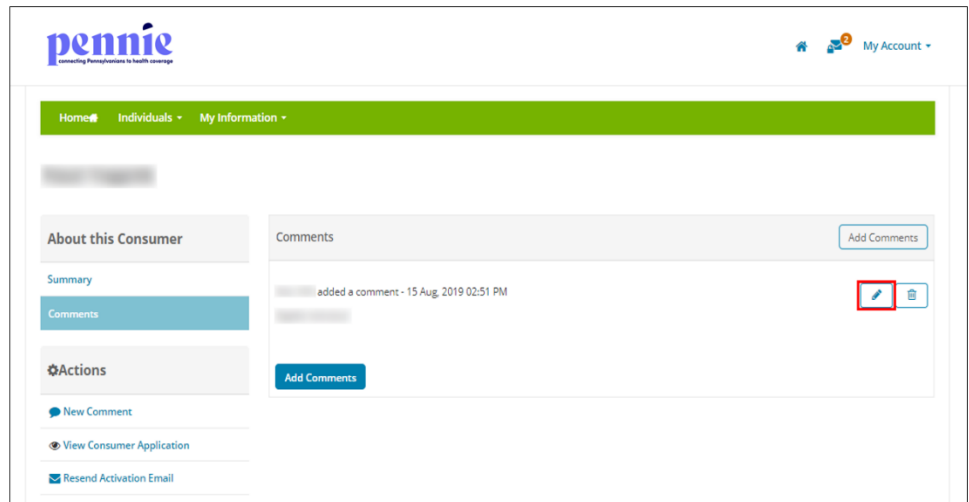 pennie
connecting Pennsylvanians to health coverage
2
My Account
Home
Individuals
My Information
About this Consumer
Summary
Comments
Actions
New Comment
View Consumer Application
Resend Activation Email
Comments
Add Comments
added a comment - 15 Aug, 2019 02:51 PM
Add Comments